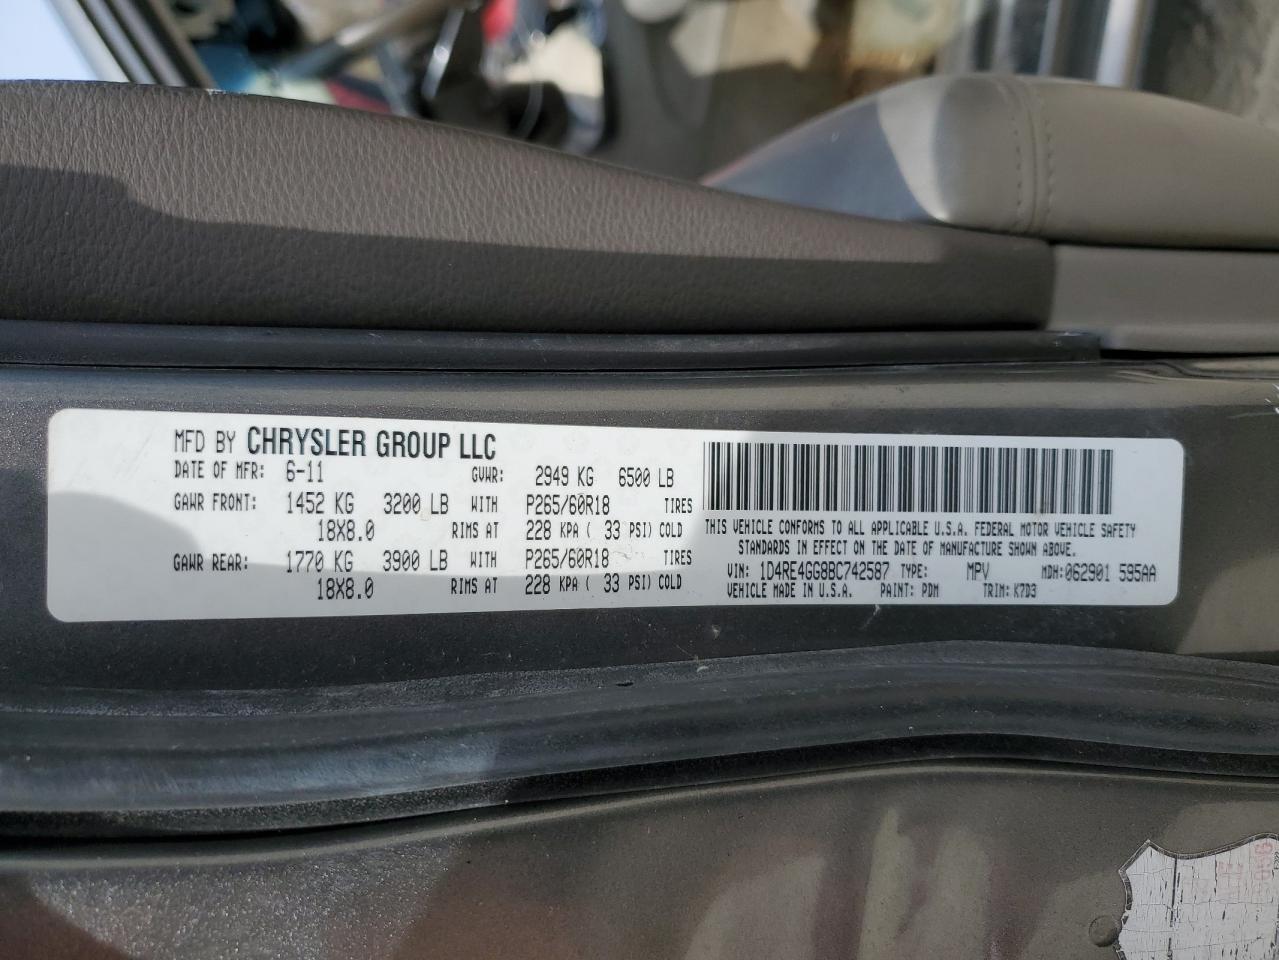 MFD BY CHRYSLER GROUP LLC
DATE OF MFR: 6-11 GVWR: 2949 KG 6500 LB
GAWR FRONT: 1452 KG 3200 LB WITH P265/60R18 TIRES
18X8.0 RIMS AT 228 KPA ( 33 PSI) COLD
GAWR REAR: 1770 KG 3900 LB WITH P265/60R18 TIRES
18X8.0 RIMS AT 228 KPA ( 33 PSI) COLD
THIS VEHICLE CONFORMS TO ALL APPLICABLE U.S.A. FEDERAL MOTOR VEHICLE SAFETY
STANDARDS IN EFFECT ON THE DATE OF MANUFACTURE SHOWN ABOVE.
VIN: 1D4RE4GG8BC742587 TYPE: MPV MDH: 062901 595AA
VEHICLE MADE IN U.S.A. PAINT: PDM TRIM: K7D3